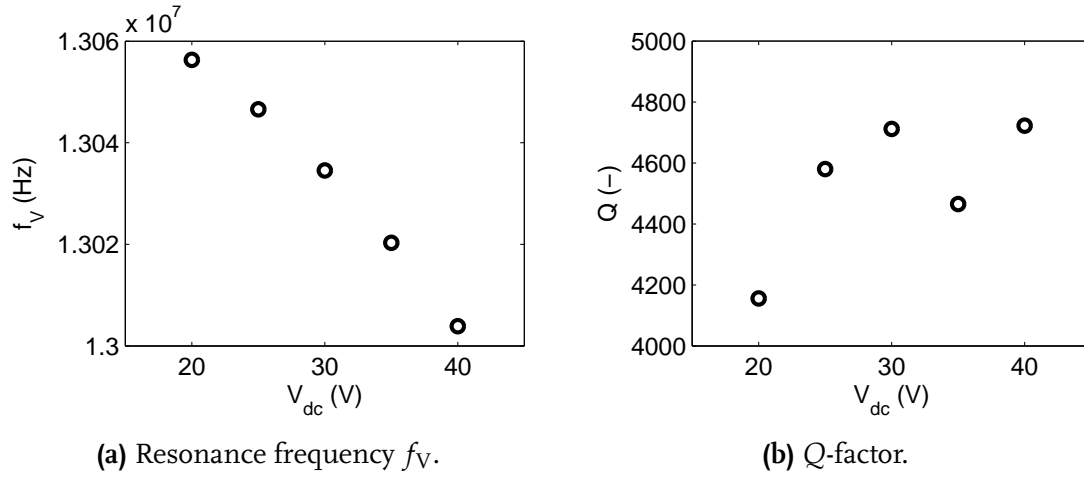 x 10^7
1.306
1.304
1.302
1.3
f_V (Hz)
20 30 40
V_dc (V)
(a) Resonance frequency f_V.
5000
4800
4600
4400
4200
4000
Q (−)
20 30 40
V_dc (V)
(b) Q-factor.